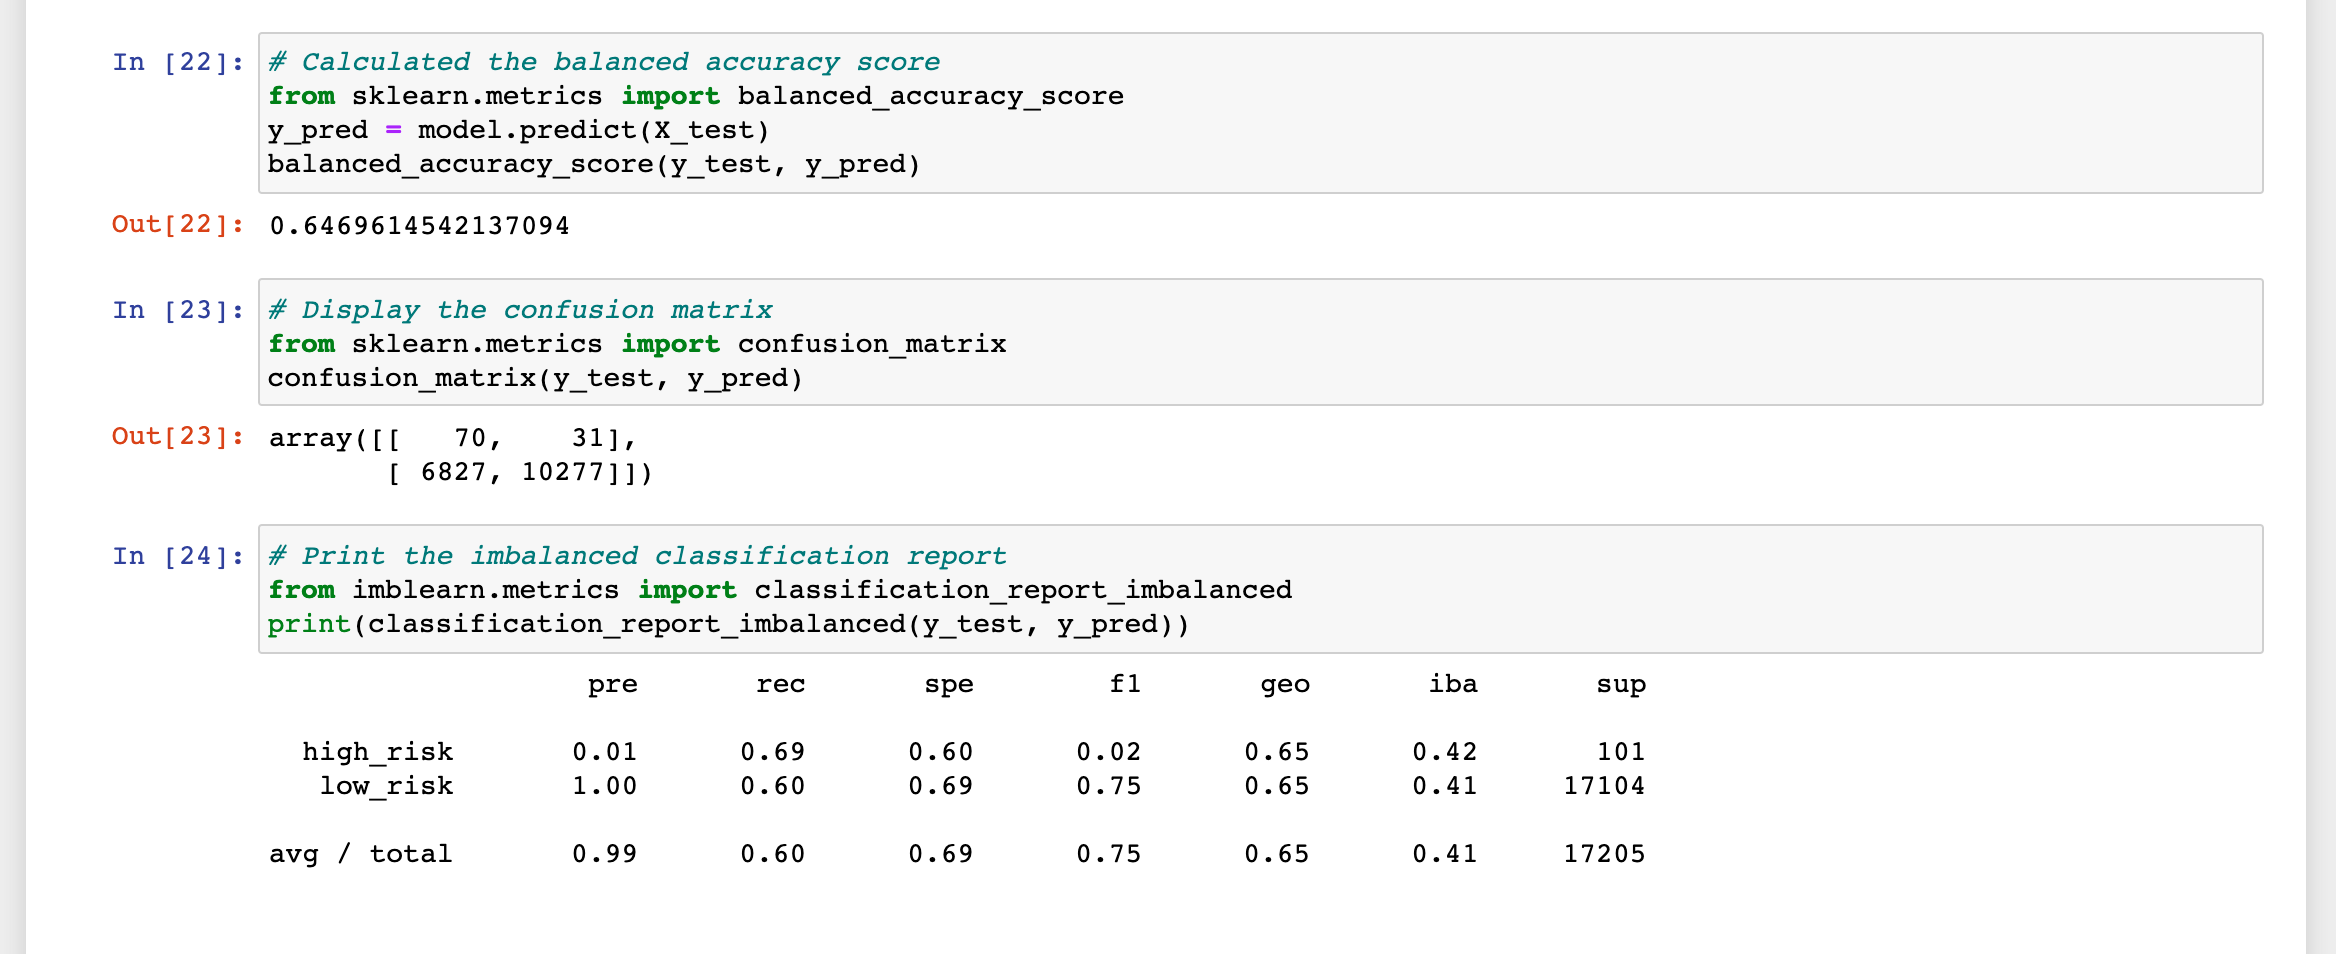 In [22]: # Calculated the balanced accuracy score
from sklearn.metrics import balanced_accuracy_score
y_pred = model.predict(X_test)
balanced_accuracy_score(y_test, y_pred)
Out[22]: 0.6469614542137094
In [23]: # Display the confusion matrix
from sklearn.metrics import confusion_matrix
confusion_matrix(y_test, y_pred)
Out[23]: array([[   70,    31],
       [ 6827, 10277]])
In [24]: # Print the imbalanced classification report
from imblearn.metrics import classification_report_imbalanced
print(classification_report_imbalanced(y_test, y_pred))
pre rec spe f1 geo iba sup
high_risk 0.01 0.69 0.60 0.02 0.65 0.42 101
low_risk 1.00 0.60 0.69 0.75 0.65 0.41 17104
avg / total 0.99 0.60 0.69 0.75 0.65 0.41 17205